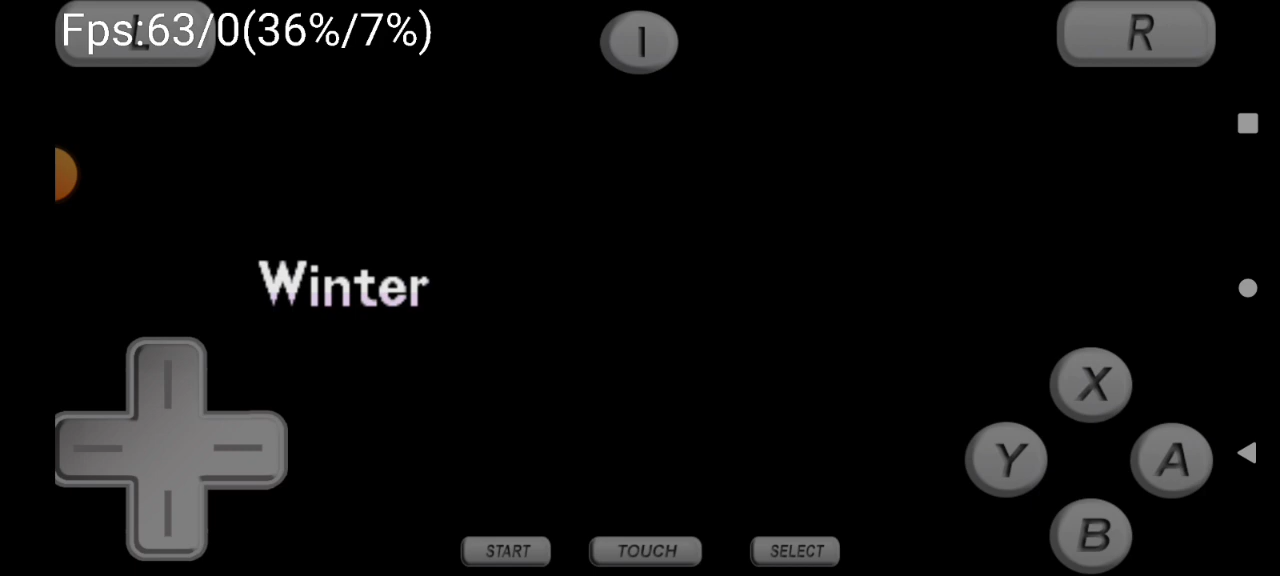 Fps:63/0(36%/7%)
L
I
R
Winter
X
Y
A
B
START
TOUCH
SELECT